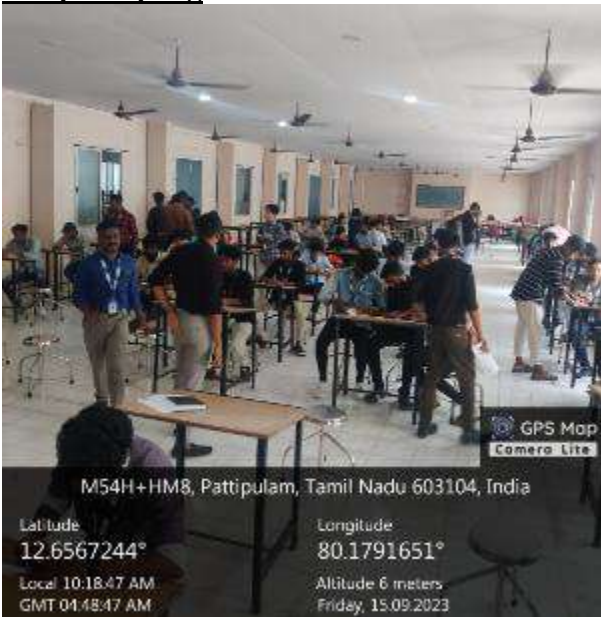 GPS Map
Camera Lite
M54H+HM8, Pattipulam, Tamil Nadu 603104, India
Latitude
12.6567244°
Longitude
80.1791651°
Local 10:18:47 AM
GMT 04:48:47 AM
Altitude 6 meters
Friday, 15.09.2023